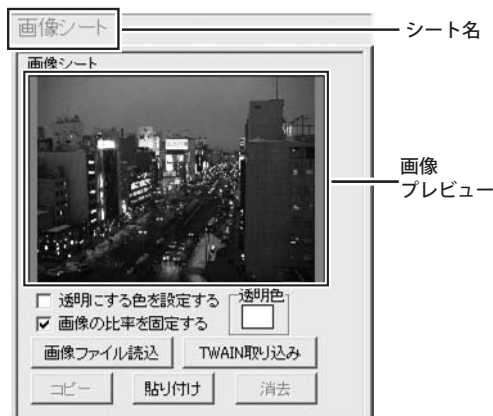 画像シート
シート名
画像シート
画像
プレビュー
透明にする色を設定する
透明色
画像の比率を固定する
画像ファイル読込
TWAIN取り込み
コピー
貼り付け
消去